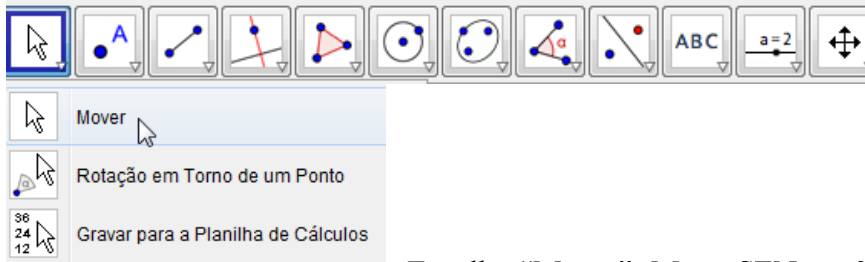 A
α
ABC
a=2
Mover
Rotação em Torno de um Ponto
36
24
12
Gravar para a Planilha de Cálculos